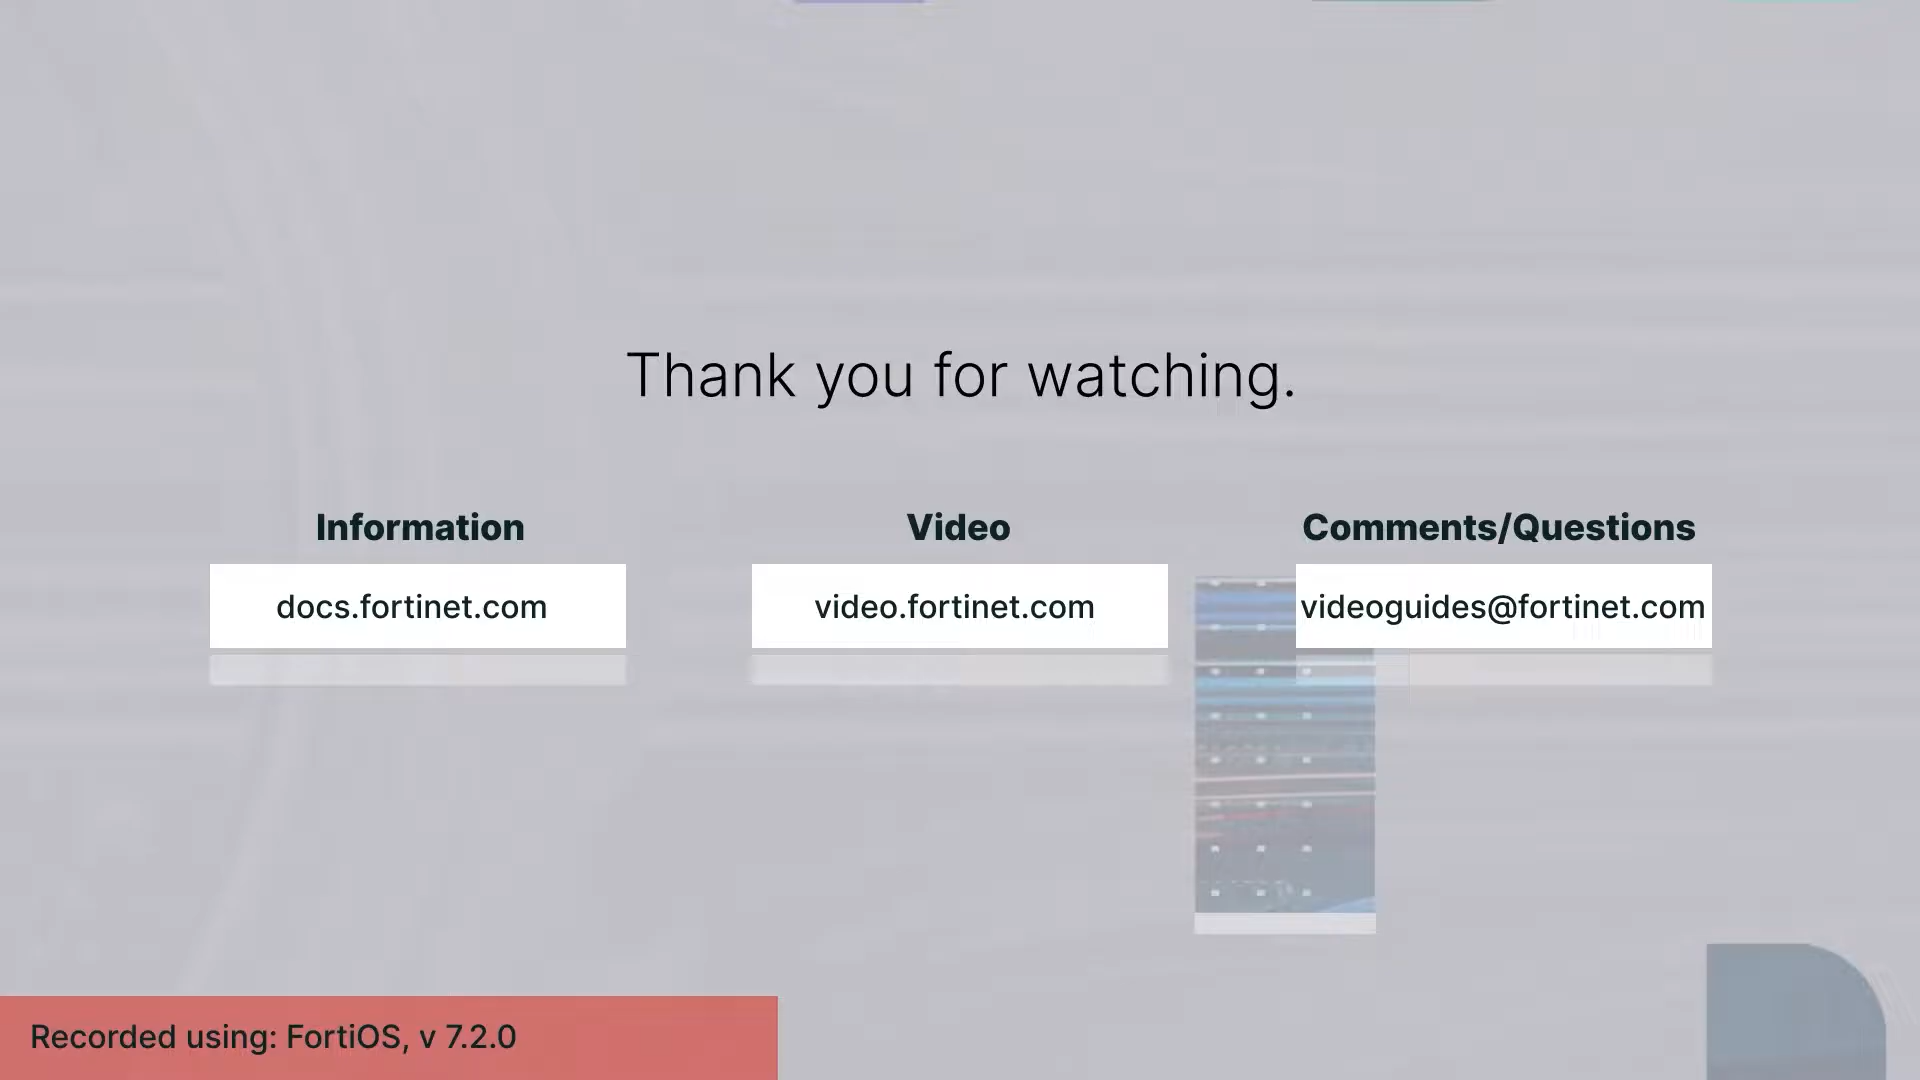 Thank you for watching.
Information
docs.fortinet.com
Video
video.fortinet.com
Comments/Questions
videoguides@fortinet.com
Recorded using: FortiOS, v 7.2.0